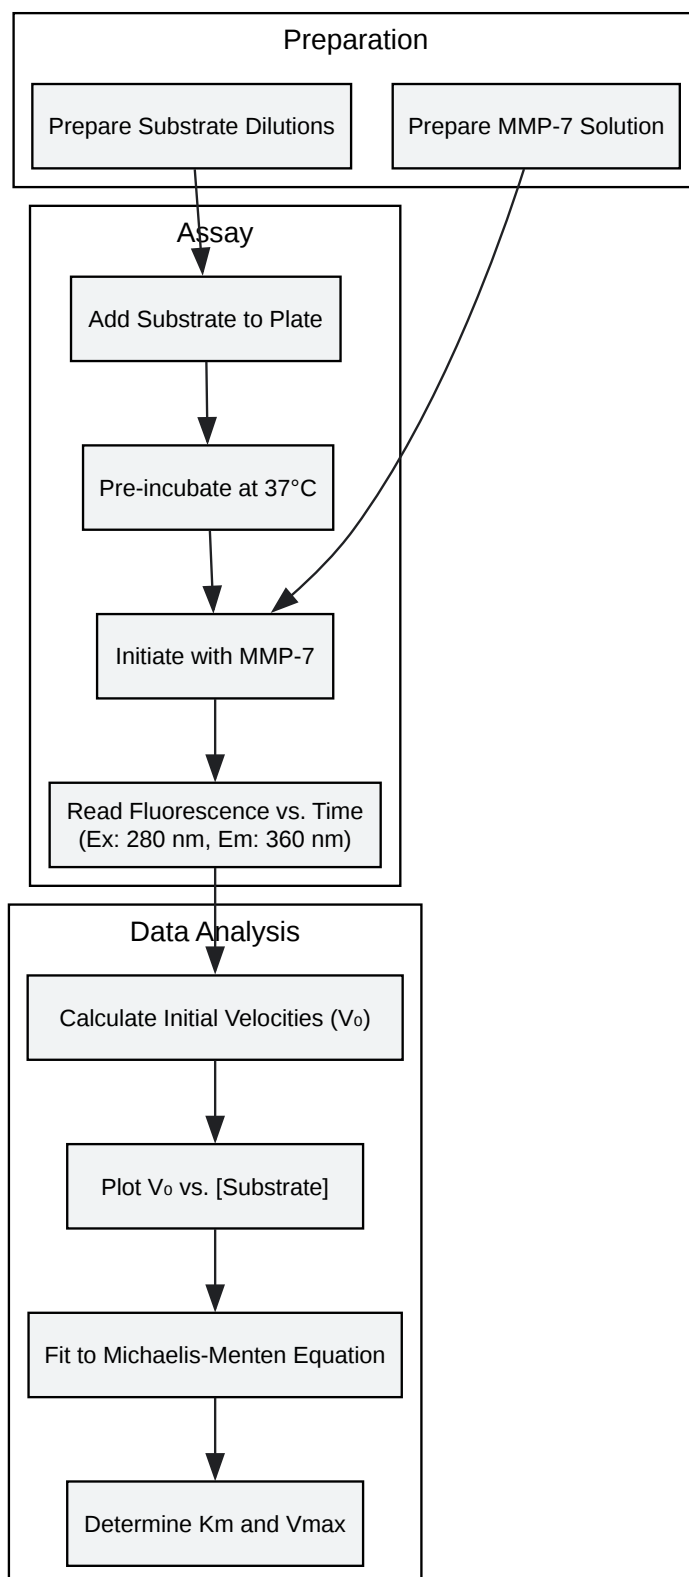 Preparation
Prepare Substrate Dilutions
Prepare MMP-7 Solution
Assay
Add Substrate to Plate
Pre-incubate at 37°C
Initiate with MMP-7
Read Fluorescence vs. Time
(Ex: 280 nm, Em: 360 nm)
Data Analysis
Calculate Initial Velocities (V₀)
Plot V₀ vs. [Substrate]
Fit to Michaelis-Menten Equation
Determine Km and Vmax